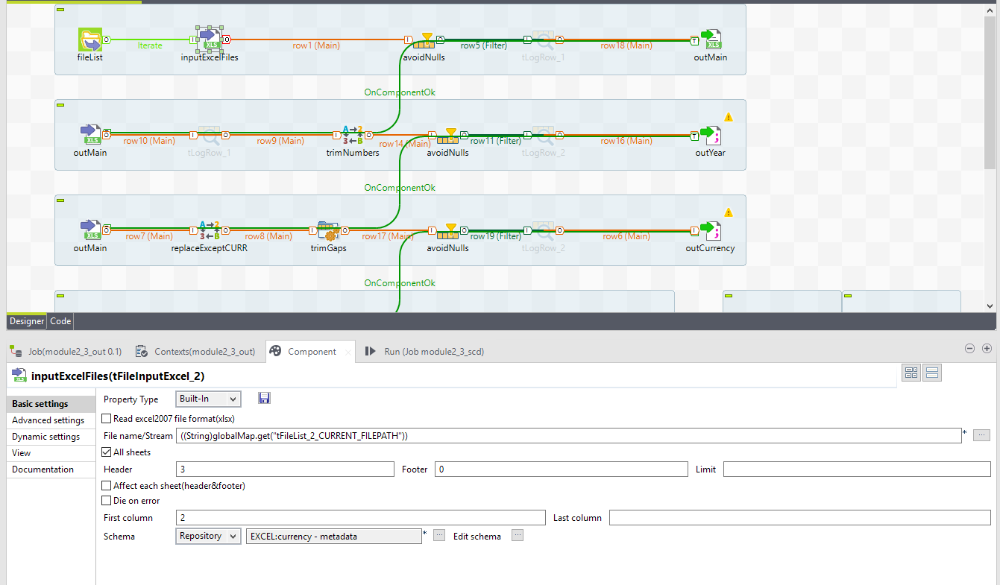 Iterate
row1 (Main)
row5 (Filter)
row18 (Main)
fileList
inputExcelFiles
avoidNulls
tLogRow_1
outMain
OnComponentOk
row10 (Main)
row9 (Main)
row14 (Main)
row11 (Filter)
row16 (Main)
outMain
tLogRow_1
trimNumbers
avoidNulls
tLogRow_2
outYear
OnComponentOk
row7 (Main)
row8 (Main)
row17 (Main)
row19 (Filter)
row6 (Main)
outMain
replaceExceptCURR
trimGaps
avoidNulls
tLogRow_2
outCurrency
OnComponentOk
Designer Code
Job(module2_3_out 0.1) Contexts(module2_3_out) Component Run (Job module2_3_scd)
inputExcelFiles(tFileInputExcel_2)
Basic settings
Advanced settings
Dynamic settings
View
Documentation
Property Type Built-In
Read excel2007 file format(xlsx)
File name/Stream ((String)globalMap.get("tFileList_2_CURRENT_FILEPATH")) * ...
All sheets
Header 3 Footer 0 Limit
Affect each sheet(header&footer)
Die on error
First column 2 Last column
Schema Repository EXCEL:currency - metadata * ... Edit schema ...